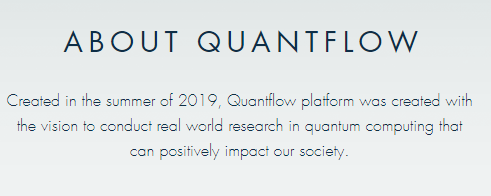 ABOUT QUANTFLOW
Created in the summer of 2019, Quantflow platform was created with
the vision to conduct real world research in quantum computing that
can positively impact our society.